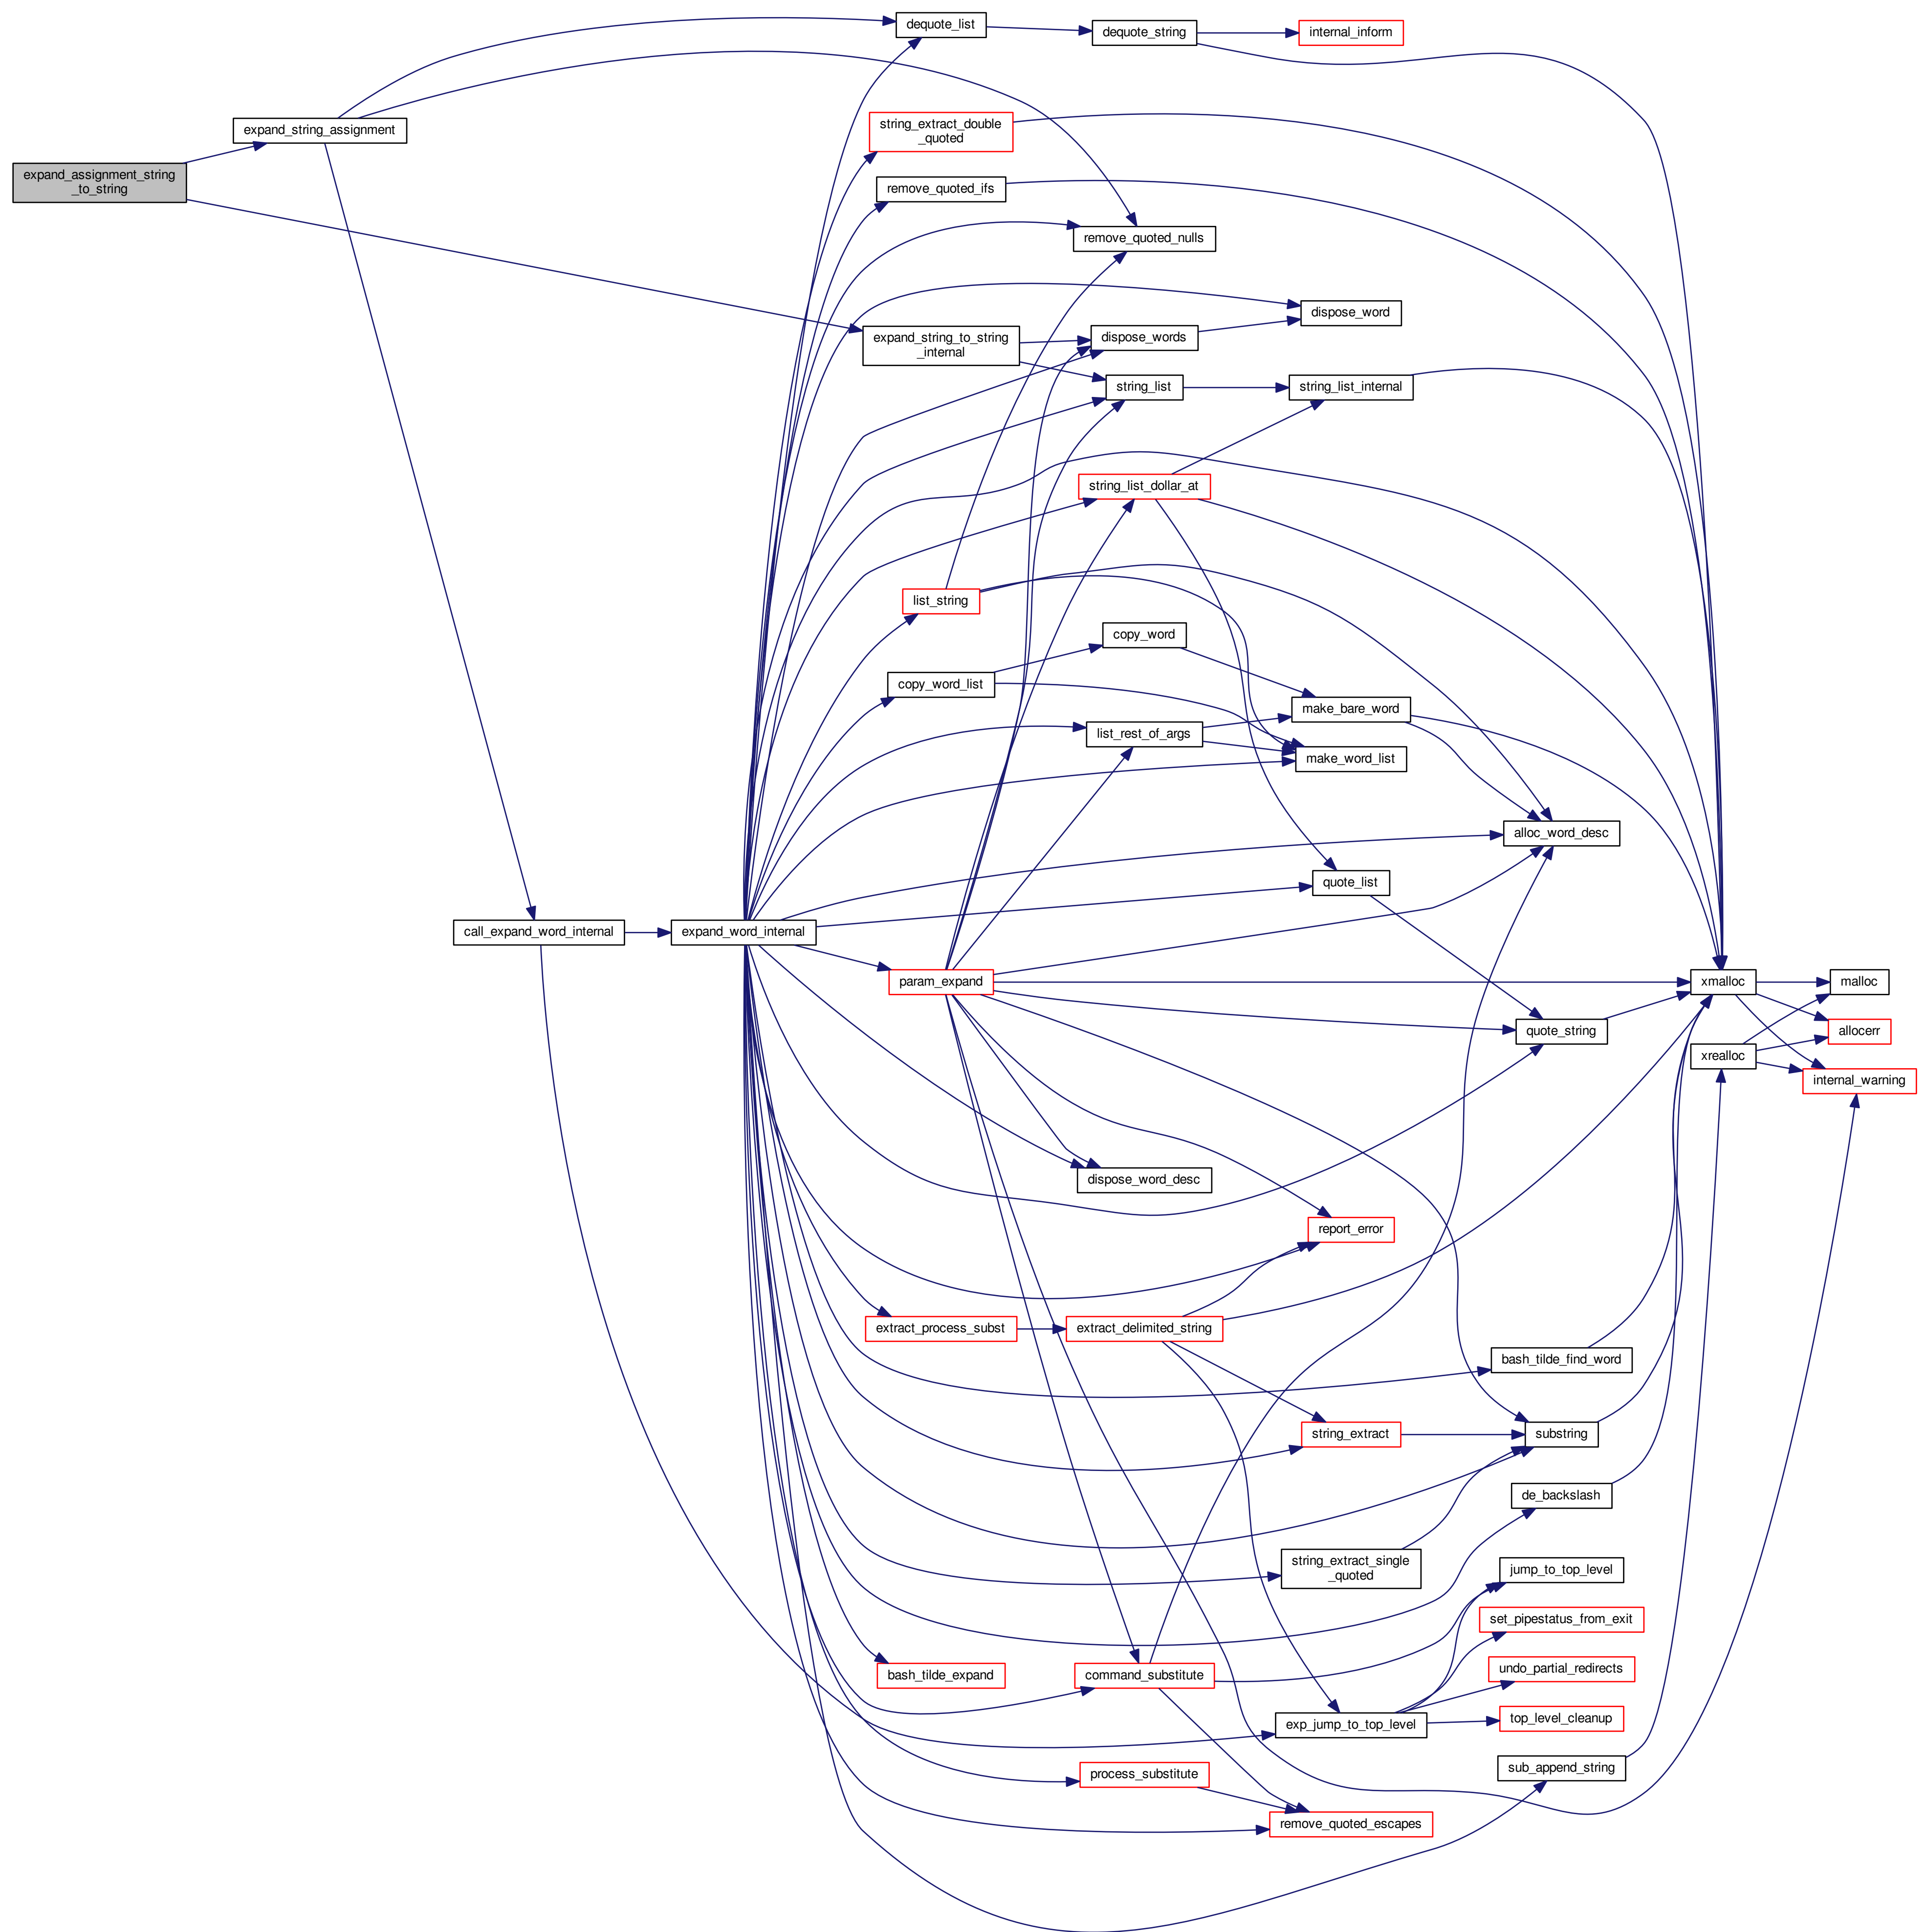 dequote_list
dequote_string
internal_inform
expand_string_assignment
string_extract_double
_quoted
expand_assignment_string
_to_string
remove_quoted_ifs
remove_quoted_nulls
dispose_word
expand_string_to_string
_internal
dispose_words
string_list
string_list_internal
string_list_dollar_at
list_string
copy_word
copy_word_list
make_bare_word
list_rest_of_args
make_word_list
alloc_word_desc
quote_list
call_expand_word_internal
expand_word_internal
param_expand
xmalloc
malloc
quote_string
allocerr
xrealloc
internal_warning
dispose_word_desc
report_error
extract_process_subst
extract_delimited_string
bash_tilde_find_word
string_extract
substring
de_backslash
string_extract_single
_quoted
jump_to_top_level
set_pipestatus_from_exit
bash_tilde_expand
command_substitute
undo_partial_redirects
exp_jump_to_top_level
top_level_cleanup
process_substitute
sub_append_string
remove_quoted_escapes